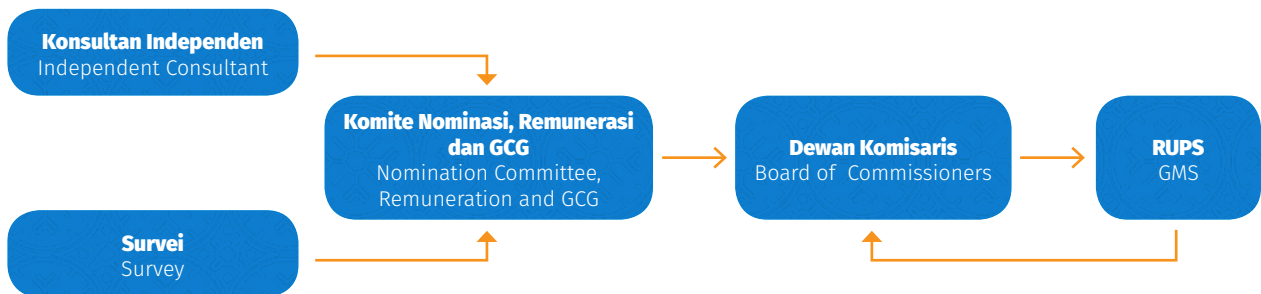 Konsultan Independen
Independent Consultant
Komite Nominasi, Remunerasi
dan GCG
Nomination Committee,
Remuneration and GCG
Dewan Komisaris
Board of Commissioners
RUPS
GMS
Survei
Survey